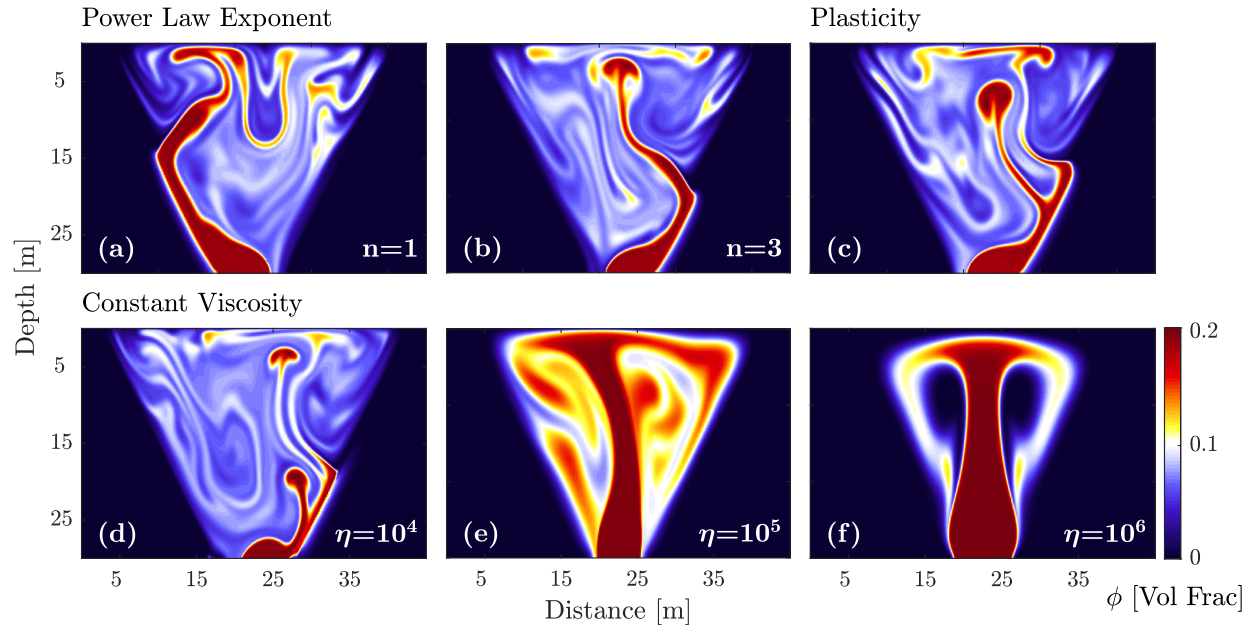 Power Law Exponent
Plasticity
5
15
25
(a)
n=1
(b)
n=3
(c)
Depth [m]
Constant Viscosity
5
15
25
(d)
η=10⁴
(e)
η=10⁵
(f)
η=10⁶
0.2
0.1
0
5 15 25 35
5 15 25 35
5 15 25 35
Distance [m]
ϕ [Vol Frac]